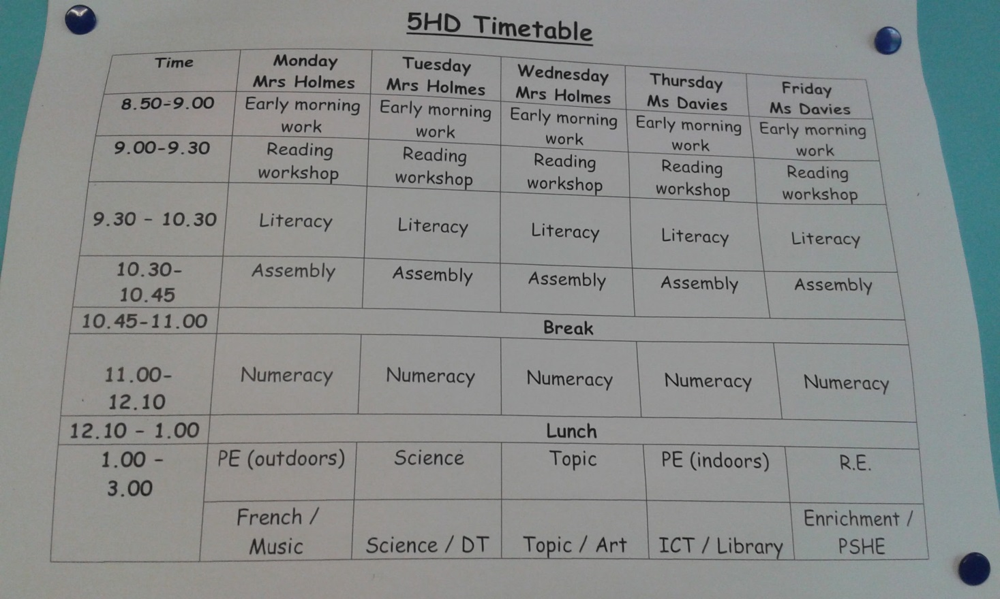 5HD Timetable
Time
Monday
Mrs Holmes
Tuesday
Mrs Holmes
Wednesday
Mrs Holmes
Thursday
Ms Davies
Friday
Ms Davies
8.50-9.00
Early morning
work
Early morning
work
Early morning
work
Early morning
work
Early morning
work
9.00-9.30
Reading
workshop
Reading
workshop
Reading
workshop
Reading
workshop
Reading
workshop
9.30 - 10.30
Literacy
Literacy
Literacy
Literacy
Literacy
10.30-
10.45
Assembly
Assembly
Assembly
Assembly
Assembly
10.45-11.00
Break
11.00-
12.10
Numeracy
Numeracy
Numeracy
Numeracy
Numeracy
12.10 - 1.00
Lunch
1.00 -
3.00
PE (outdoors)
Science
Topic
PE (indoors)
R.E.
French /
Music
Science / DT
Topic / Art
ICT / Library
Enrichment /
PSHE